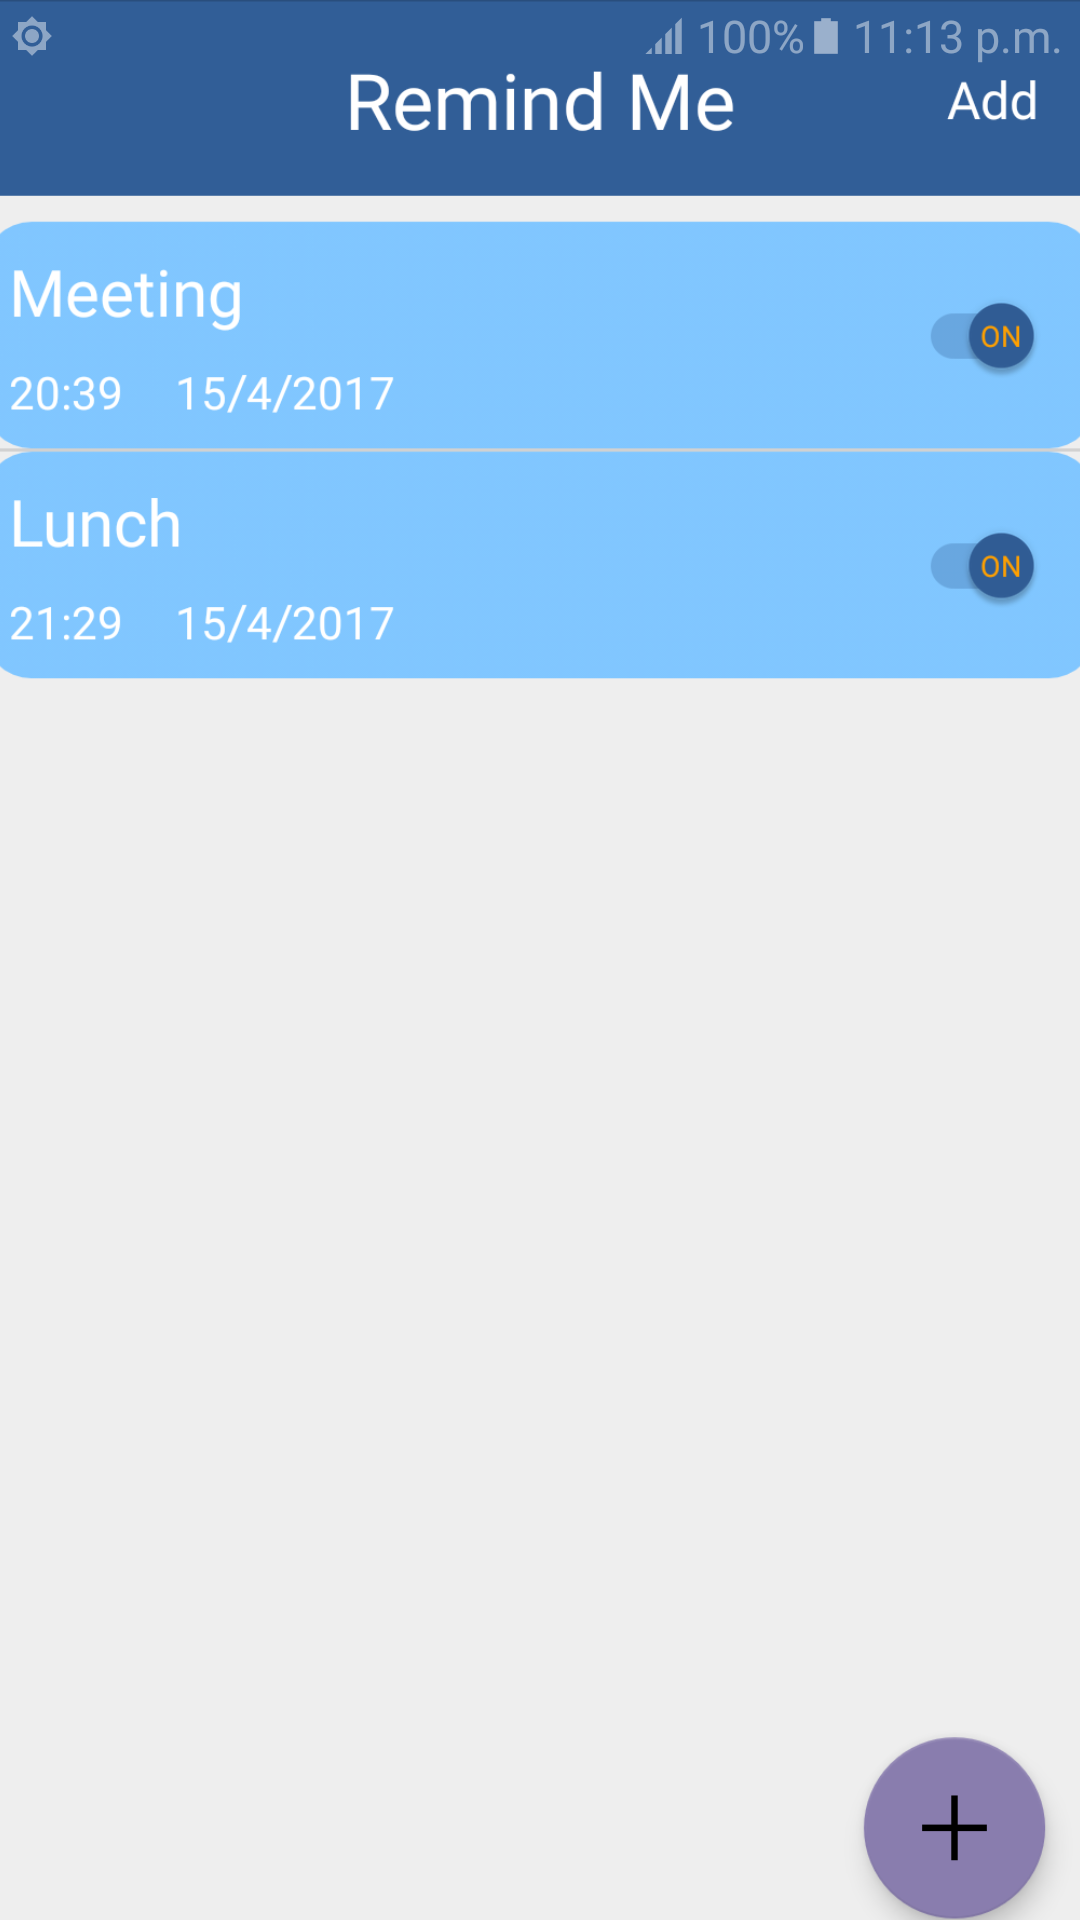 100% 11:13 p.m.
Remind Me Add
Meeting
ON
20:39 15/4/2017
Lunch
ON
21:29 15/4/2017